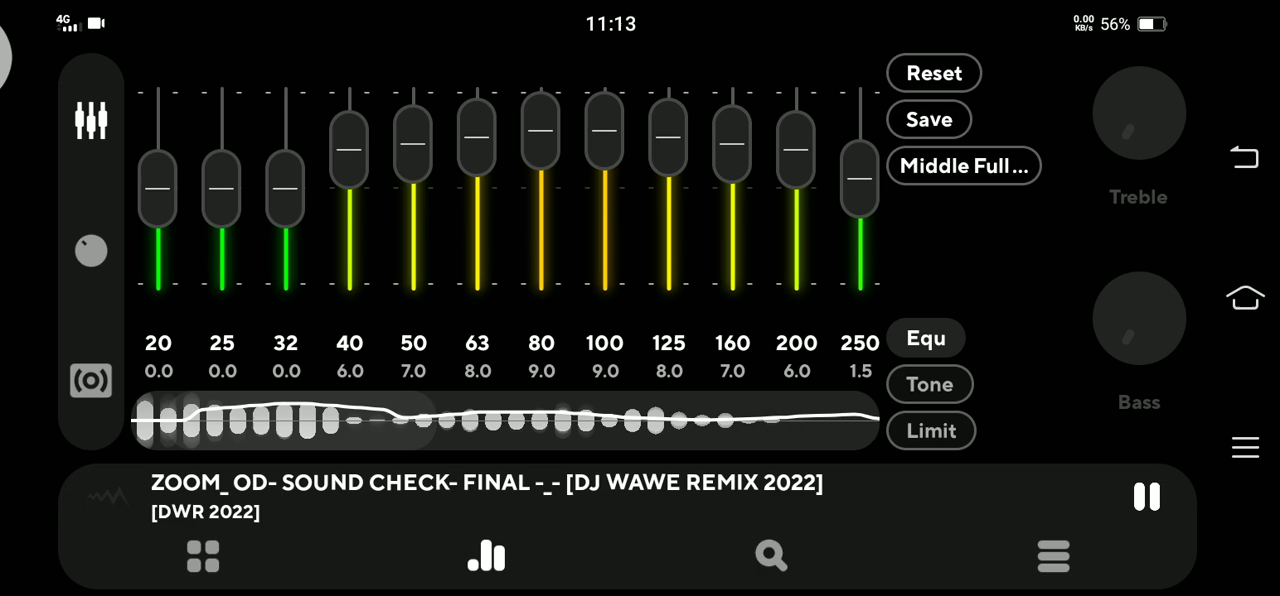 4G 11:13 0.00 KB/s 56%
Reset
Save
Middle Full...
Treble
20 25 32 40 50 63 80 100 125 160 200 250
0.0 0.0 0.0 6.0 7.0 8.0 9.0 9.0 8.0 7.0 6.0 1.5
Equ
Tone
Limit
Bass
ZOOM_ OD- SOUND CHECK- FINAL -_- [DJ WAWE REMIX 2022]
[DWR 2022]